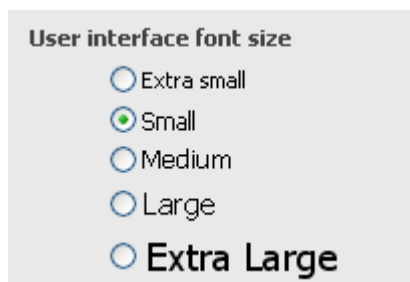 User interface font size
Extra small
Small
Medium
Large
Extra Large